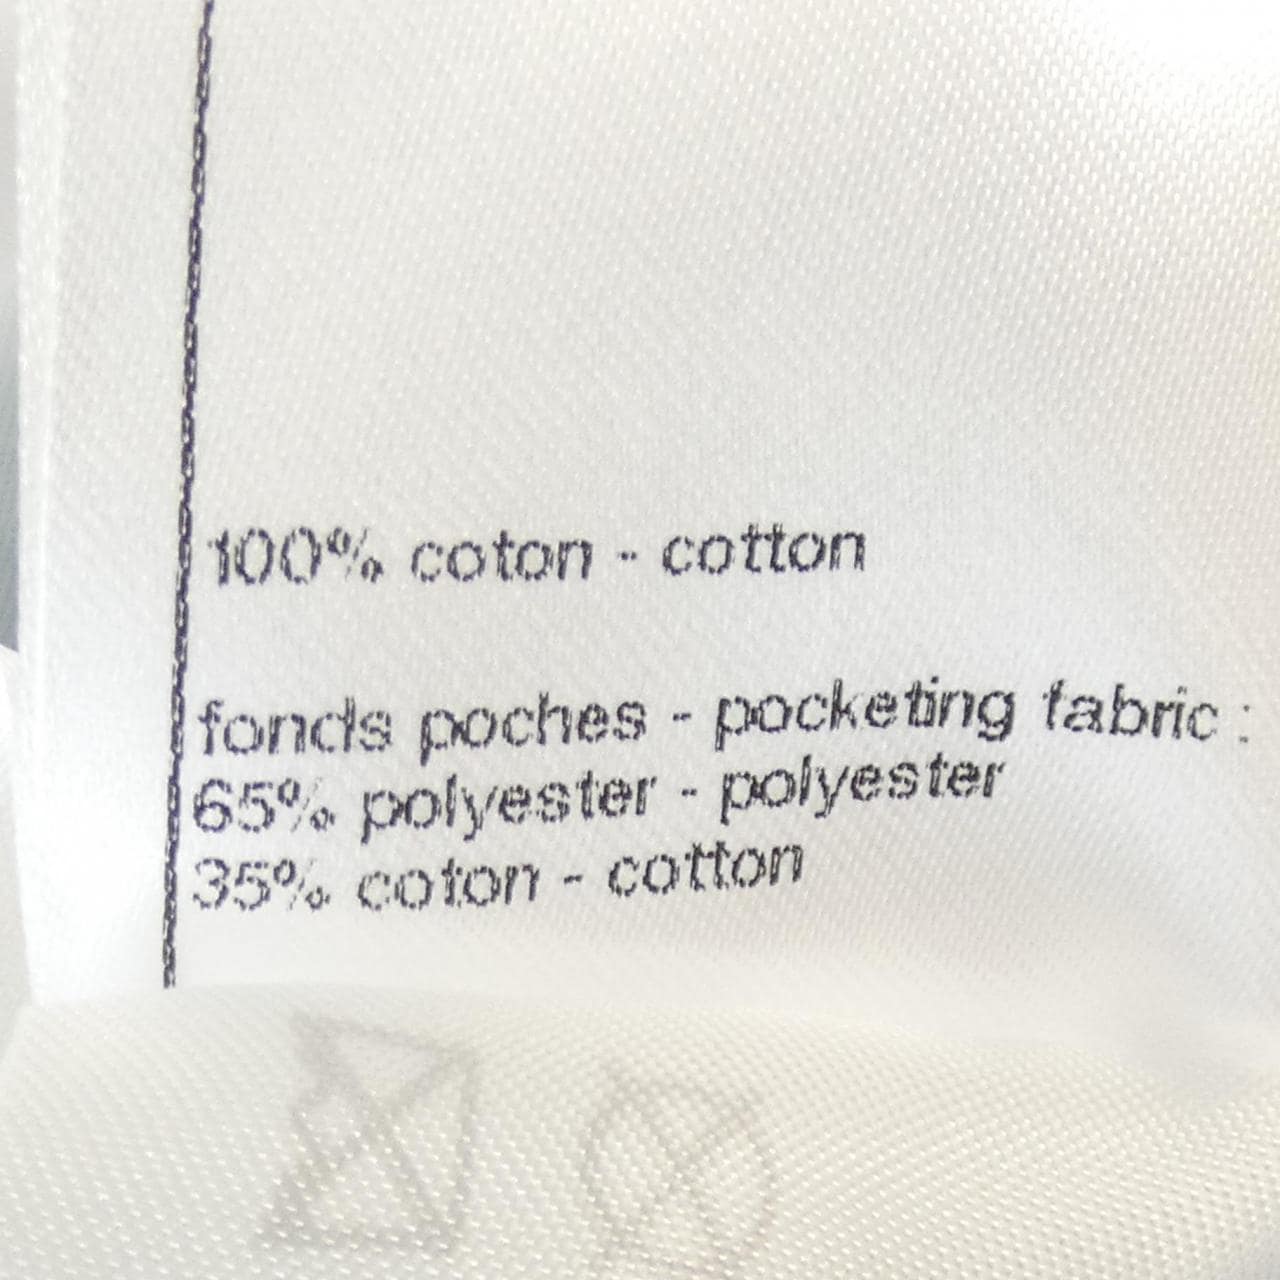 100% coton - cotton
fonds poches - pocketing fabric :
65% polyester - polyester
35% coton - cotton